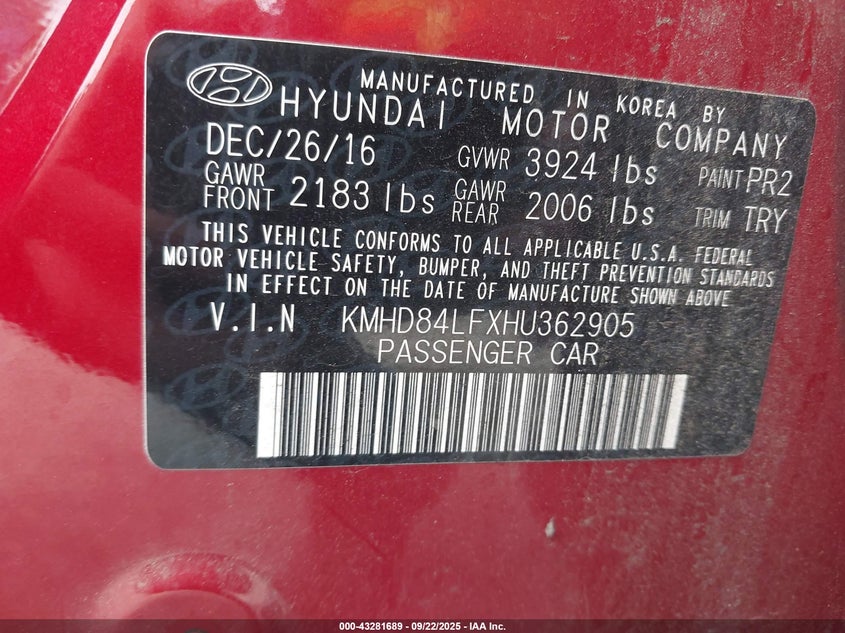 MANUFACTURED IN KOREA BY
HYUNDAI MOTOR COMPANY
DEC/26/16 GVWR 3924 lbs PAINT PR2
GAWR FRONT 2183 lbs GAWR REAR 2006 lbs TRIM TRY
THIS VEHICLE CONFORMS TO ALL APPLICABLE U.S.A. FEDERAL
MOTOR VEHICLE SAFETY, BUMPER, AND THEFT PREVENTION STANDARDS
IN EFFECT ON THE DATE OF MANUFACTURE SHOWN ABOVE
V.I.N KMHD84LFXHU362905
PASSENGER CAR
000-43281689 - 09/22/2025 - IAA Inc.